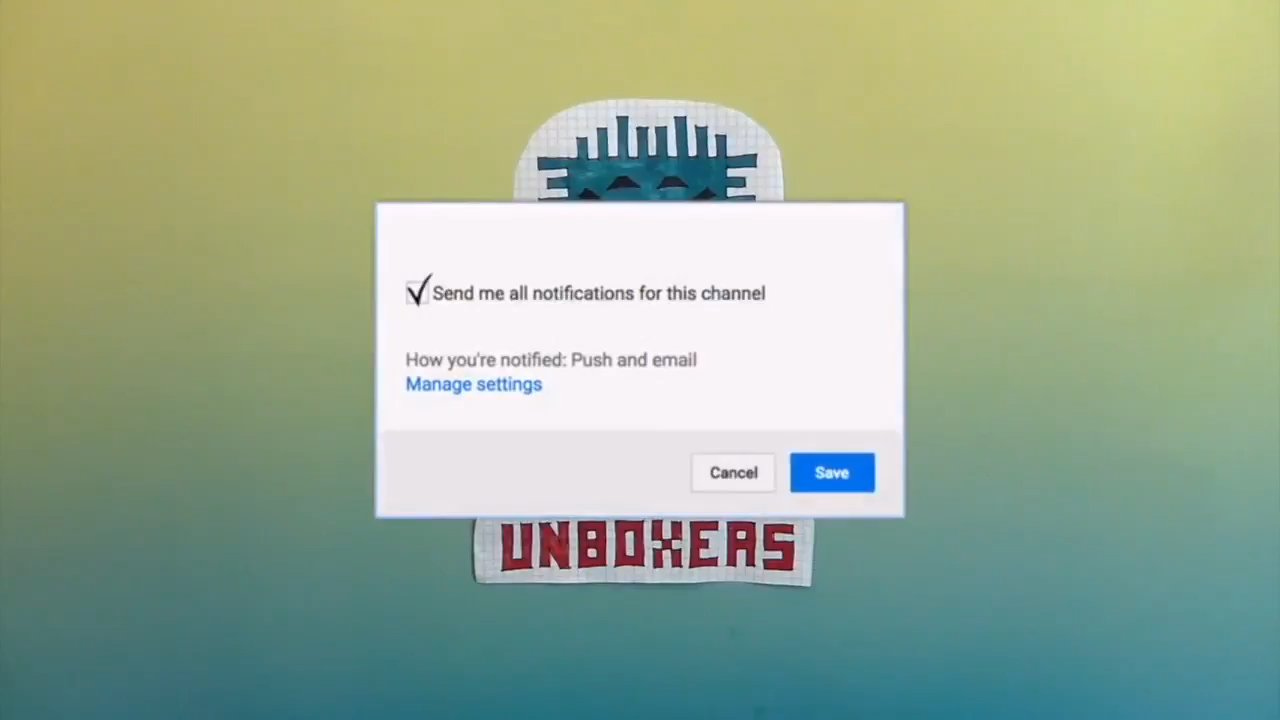 Send me all notifications for this channel
How you're notified: Push and email
Manage settings
Cancel
Save
UNBOXERS